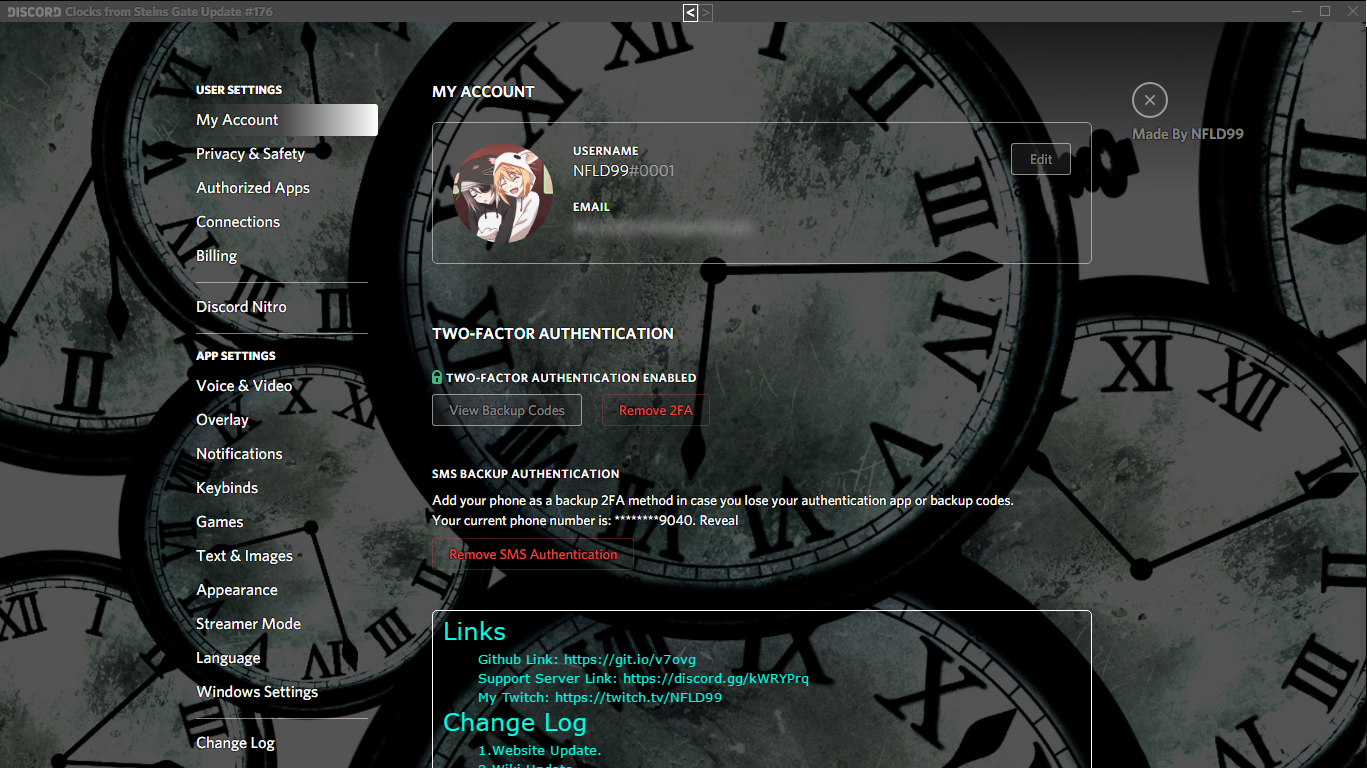 DISCORD Clocks from Steins Gate Update #176
< >
USER SETTINGS
My Account
Privacy & Safety
Authorized Apps
Connections
Billing
Discord Nitro
APP SETTINGS
Voice & Video
Overlay
Notifications
Keybinds
Games
Text & Images
Appearance
Streamer Mode
Language
Windows Settings
Change Log
MY ACCOUNT
USERNAME
NFLD99#0001
Edit
EMAIL
Made By NFLD99
TWO-FACTOR AUTHENTICATION
TWO-FACTOR AUTHENTICATION ENABLED
View Backup Codes Remove 2FA
SMS BACKUP AUTHENTICATION
Add your phone as a backup 2FA method in case you lose your authentication app or backup codes.
Your current phone number is: ********9040. Reveal
Remove SMS Authentication
Links
Github Link: https://git.io/v7ovg
Support Server Link: https://discord.gg/kWRYPrq
My Twitch: https://twitch.tv/NFLD99
Change Log
1.Website Update.
2.Wiki Update.